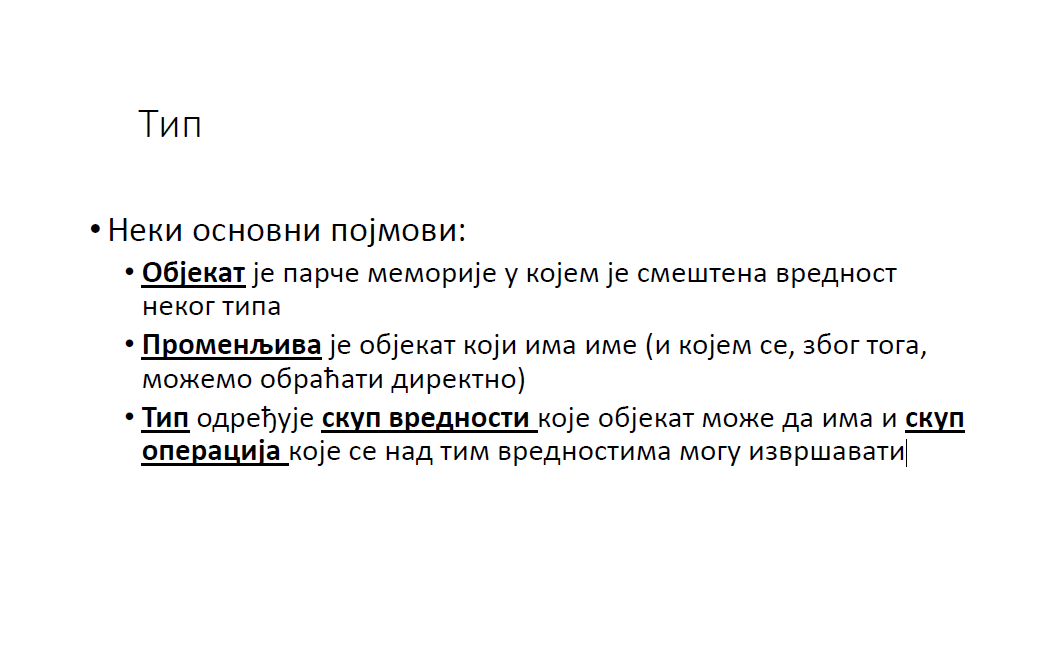 Тип
• Неки основни појмови:
• Објекат је парче меморије у којем је смештена вредност
неког типа
• Променљива је објекат који има име (и којем се, због тога,
можемо обраћати директно)
• Тип одређује скуп вредности које објекат може да има и скуп
операција које се над тим вредностима могу извршавати